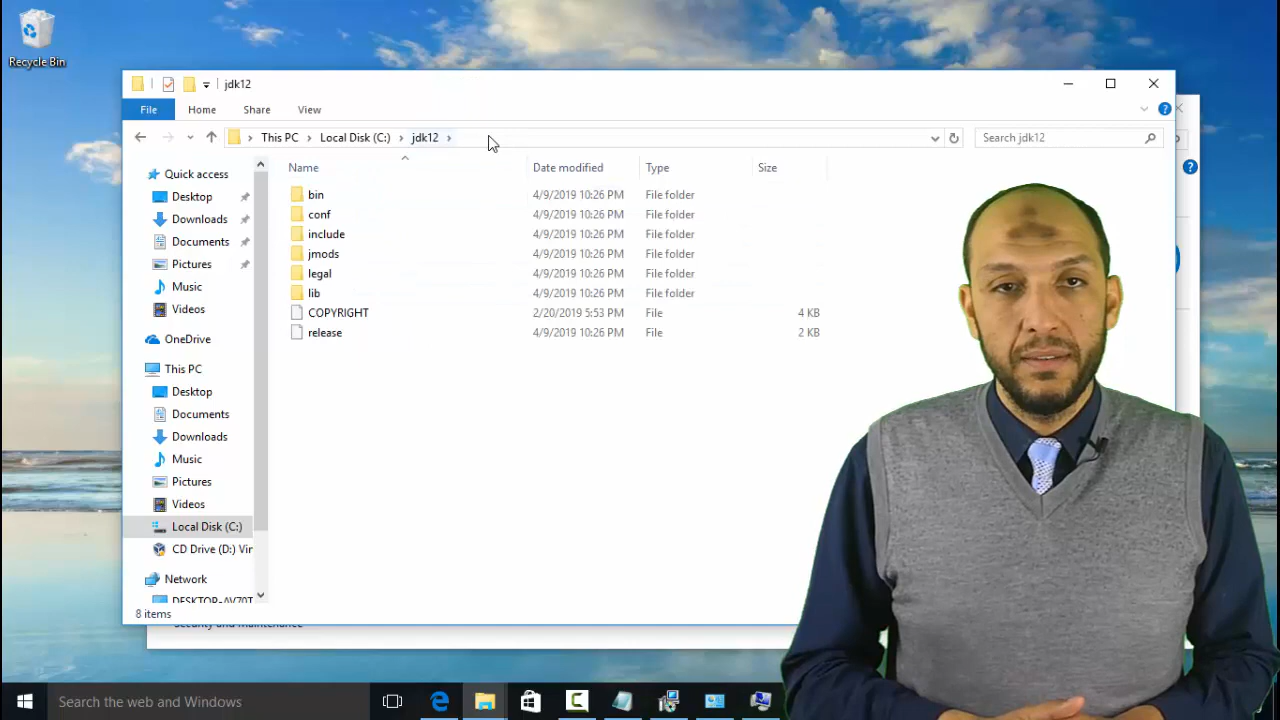 Recycle Bin
jdk12
File Home Share View
This PC Local Disk (C:) jdk12 Search jdk12
Name Date modified Type Size
Quick access
Desktop
Downloads
Documents
Pictures
Music
Videos
OneDrive
This PC
Desktop
Documents
Downloads
Music
Pictures
Videos
Local Disk (C:)
CD Drive (D:) Vir
Network
DESKTOP-AV70T
bin 4/9/2019 10:26 PM File folder
conf 4/9/2019 10:26 PM File folder
include 4/9/2019 10:26 PM File folder
jmods 4/9/2019 10:26 PM File folder
legal 4/9/2019 10:26 PM File folder
lib 4/9/2019 10:26 PM File folder
COPYRIGHT 2/20/2019 5:53 PM File 4 KB
release 4/9/2019 10:26 PM File 2 KB
8 items
Security and maintenance
Search the web and Windows